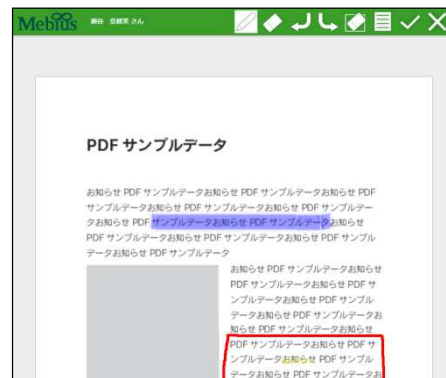 Mebius さん
PDF サンプルデータ
お知らせ PDF サンプルデータお知らせ PDF サンプルデータお知らせ PDF
サンプルデータお知らせ PDF サンプルデータお知らせ PDF サンプルデー
タお知らせ PDF サンプルデータお知らせ PDF サンプルデータお知らせ
PDF サンプルデータお知らせ PDF サンプルデータお知らせ PDF サンプル
データお知らせ PDF サンプルデータ
お知らせ PDF サンプルデータお知らせ
PDF サンプルデータお知らせ PDF サ
ンプルデータお知らせ PDF サンプル
データお知らせ PDF サンプルデータお
知らせ PDF サンプルデータお知らせ
PDF サンプルデータお知らせ PDF サ
ンプルデータお知らせ PDF サンプル
データお知らせ PDF サンプルデータお